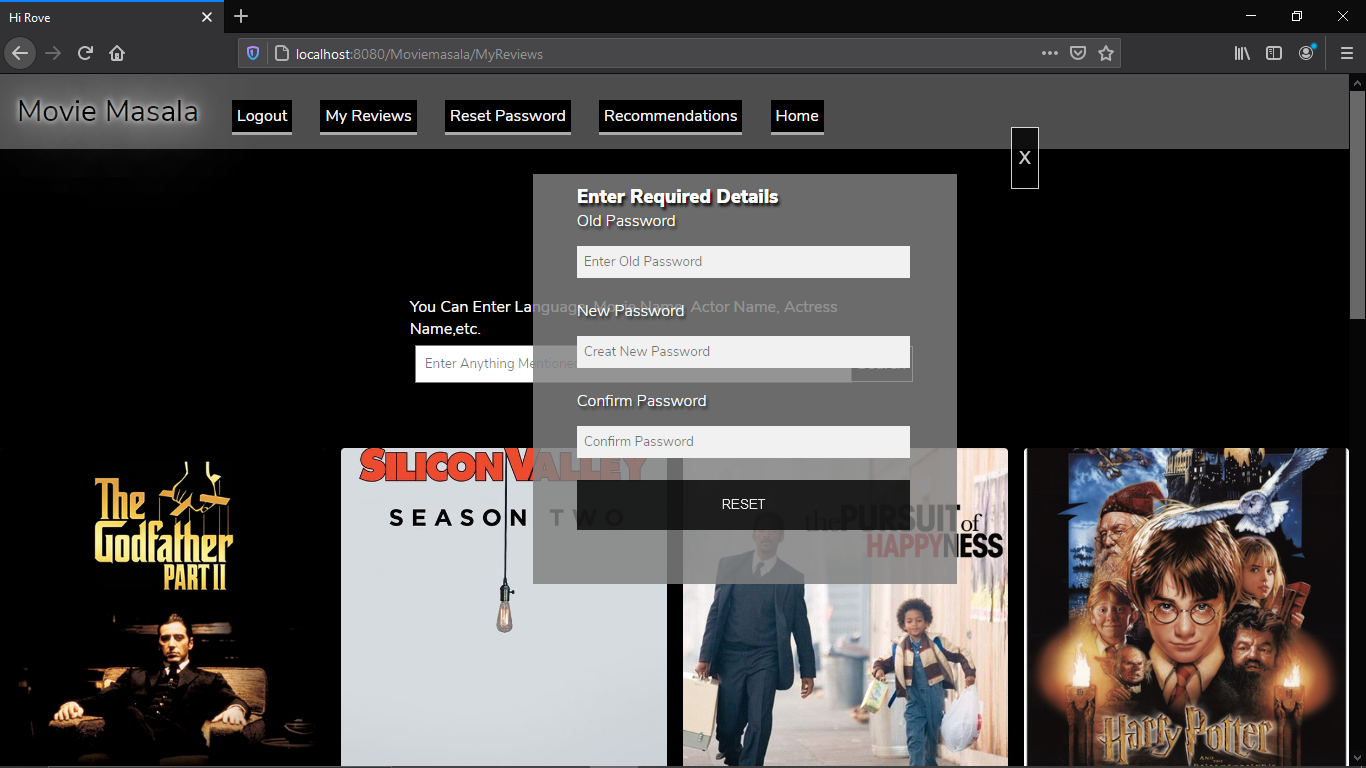 Hi Rove
localhost:8080/Moviemasala/MyReviews
Movie Masala
Logout
My Reviews
Reset Password
Recommendations
Home
X
Enter Required Details
Old Password
Enter Old Password
You Can Enter Language, Movie Name, Actor Name, Actress
Name,etc.
New Password
Enter Anything Mentioned
Creat New Password
Confirm Password
Confirm Password
RESET
The
Godfather
PART II
SILICON VALLEY
SEASON TWO
the PURSUIT of
HAPPYNESS
Harry Potter